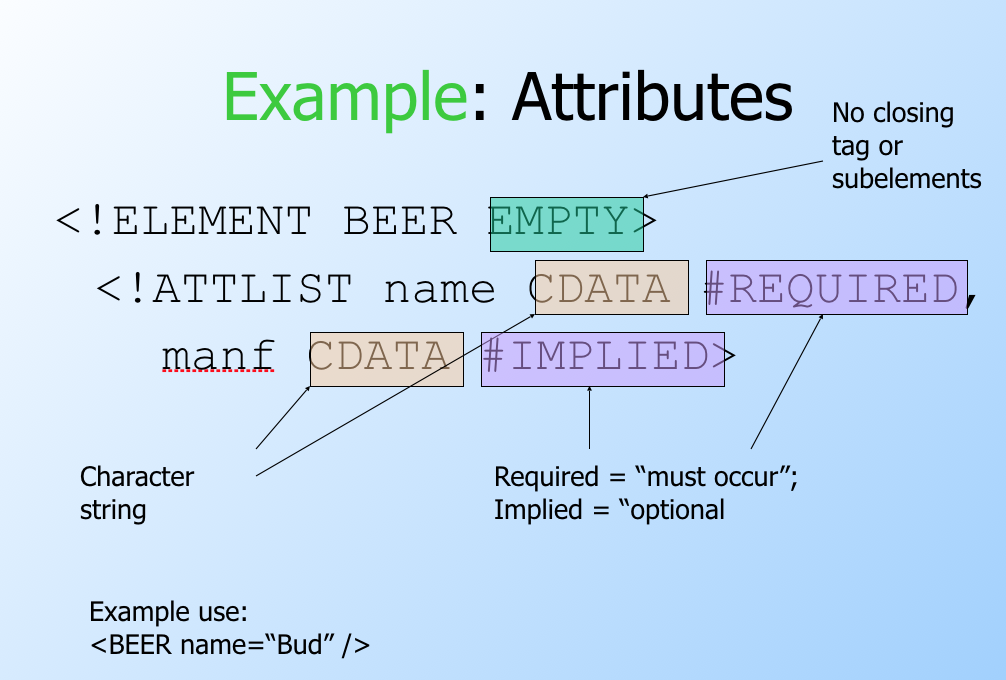 Example: Attributes
No closing
tag or
subelements
<!ELEMENT BEER EMPTY>
<!ATTLIST name CDATA #REQUIRED,
manf CDATA #IMPLIED>
Character
string
Required = “must occur”;
Implied = “optional
Example use:
<BEER name=“Bud” />